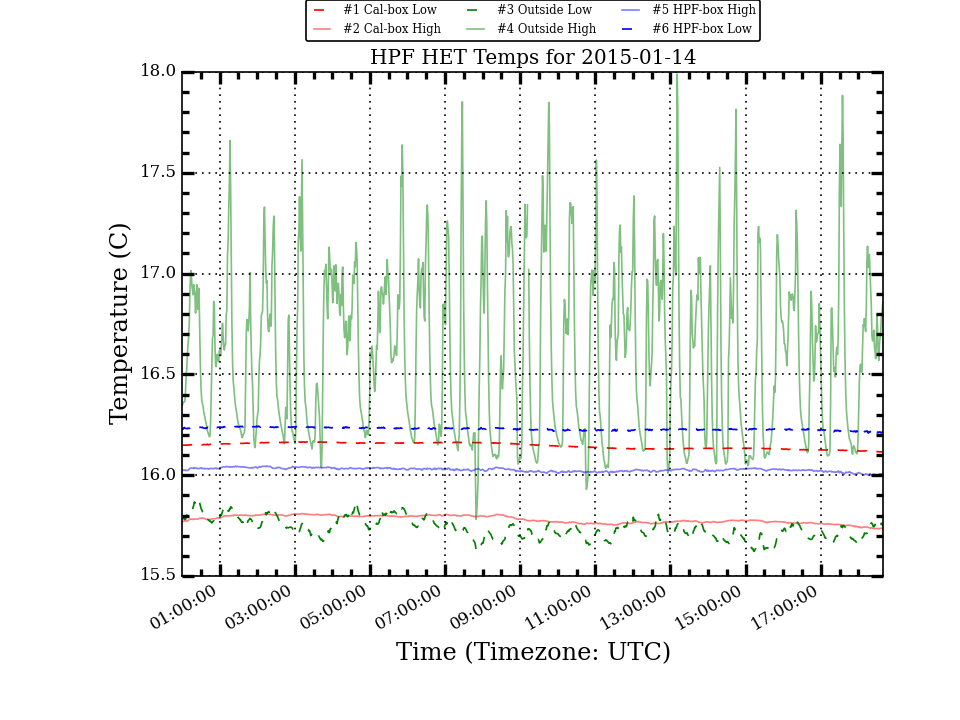 #1 Cal-box Low #3 Outside Low #5 HPF-box High
#2 Cal-box High #4 Outside High #6 HPF-box Low
HPF HET Temps for 2015-01-14
18.0
17.5
17.0
16.5
16.0
15.5
Temperature (C)
01:00:00 03:00:00 05:00:00 07:00:00 09:00:00 11:00:00 13:00:00 15:00:00 17:00:00
Time (Timezone: UTC)